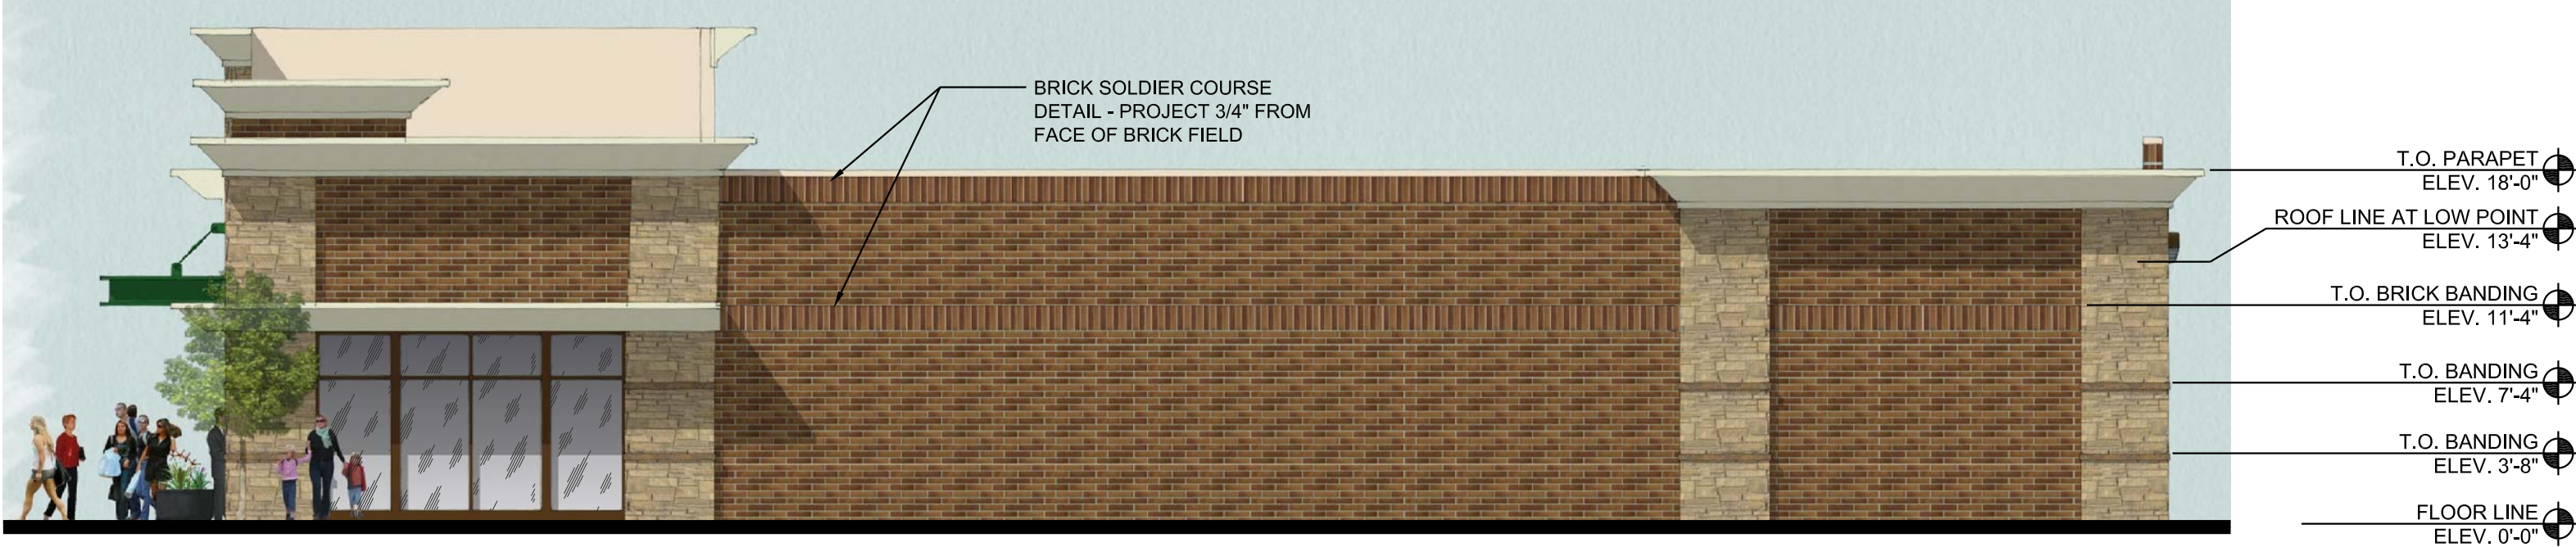 BRICK SOLDIER COURSE
DETAIL - PROJECT 3/4" FROM
FACE OF BRICK FIELD
T.O. PARAPET
ELEV. 18'-0"
ROOF LINE AT LOW POINT
ELEV. 13'-4"
T.O. BRICK BANDING
ELEV. 11'-4"
T.O. BANDING
ELEV. 7'-4"
T.O. BANDING
ELEV. 3'-8"
FLOOR LINE
ELEV. 0'-0"